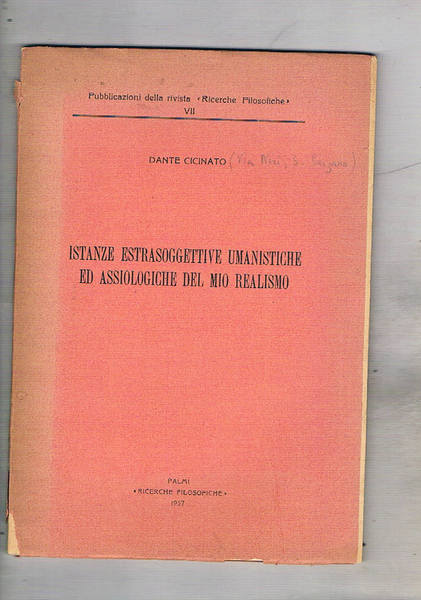 Pubblicazioni della rivista «Ricerche Filosofiche»
VII
DANTE CICINATO (Via
ISTANZE ESTRASOGGETTIVE UMANISTICHE
ED ASSIOLOGICHE DEL MIO REALISMO
PALMI
«RICERCHE FILOSOFICHE»
1957